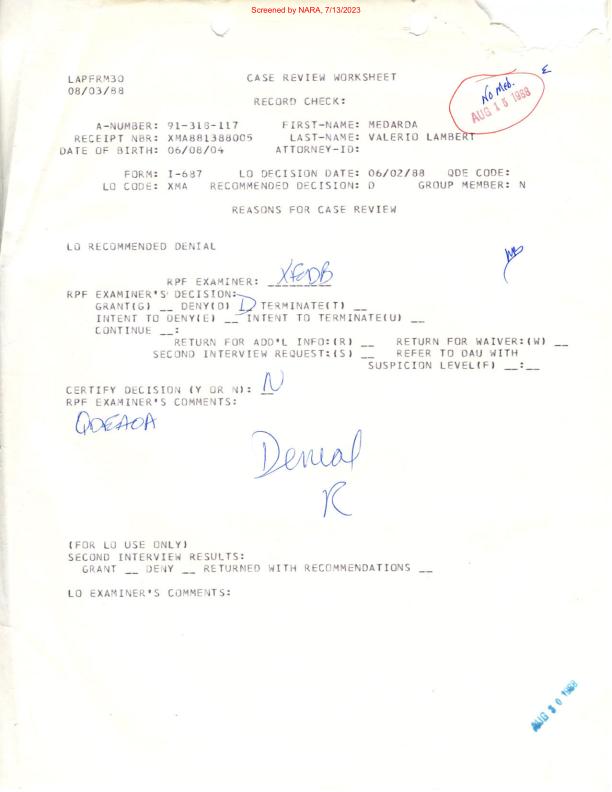 Screened by NARA, 7/13/2023
LAPFRM30 CASE REVIEW WORKSHEET
08/03/88
RECORD CHECK:
No Med.
AUG 15 1988
A-NUMBER: 91-318-117 FIRST-NAME: MEDARDA
RECEIPT NBR: XMA881388005 LAST-NAME: VALERIO LAMBERT
DATE OF BIRTH: 06/08/04 ATTORNEY-ID:
FORM: I-687 LO DECISION DATE: 06/02/88 QDE CODE:
LO CODE: XMA RECOMMENDED DECISION: D GROUP MEMBER: N
REASONS FOR CASE REVIEW
LO RECOMMENDED DENIAL
RPF EXAMINER: XFEDB
RPF EXAMINER'S DECISION:
GRANT(G) __ DENY(D) D TERMINATE(T) __
INTENT TO DENY(E) __ INTENT TO TERMINATE(U) __
CONTINUE __:
RETURN FOR ADD'L INFO:(R) __ RETURN FOR WAIVER:(W) __
SECOND INTERVIEW REQUEST:(S) __ REFER TO DAU WITH
SUSPICION LEVEL(F) __:__
CERTIFY DECISION (Y OR N): N
RPF EXAMINER'S COMMENTS:
QDEAOA
Denial
R
(FOR LO USE ONLY)
SECOND INTERVIEW RESULTS:
GRANT __ DENY __ RETURNED WITH RECOMMENDATIONS __
LO EXAMINER'S COMMENTS:
AUG 30 1988